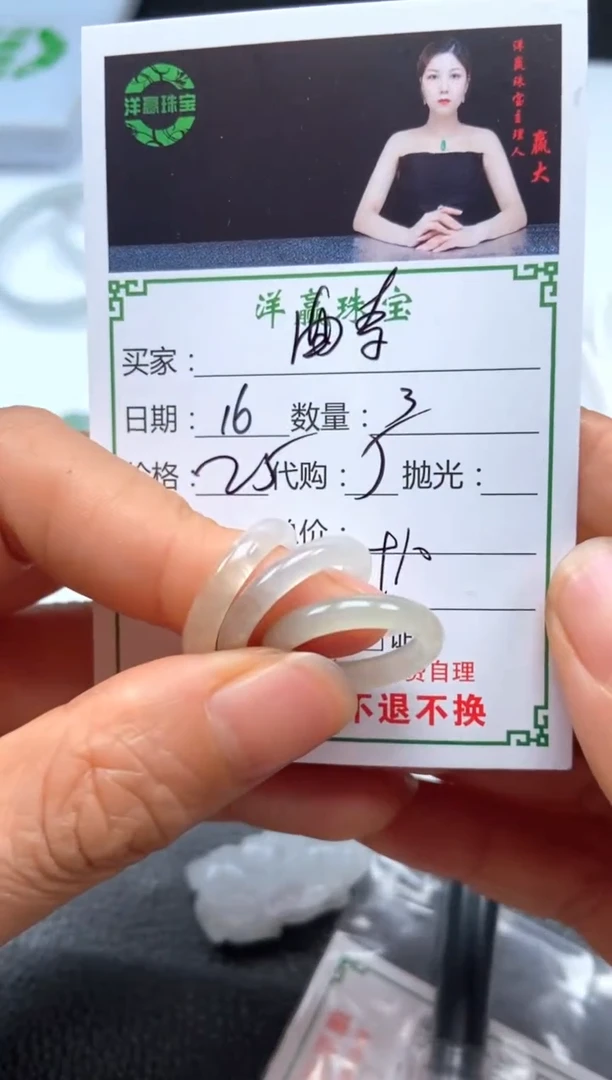 洋赢珠宝
洋赢珠宝主理人
赢大
洋赢珠宝
买家：
日期：16 数量：3
格：25 代购：5 抛光：
价：
费自理
不退不换